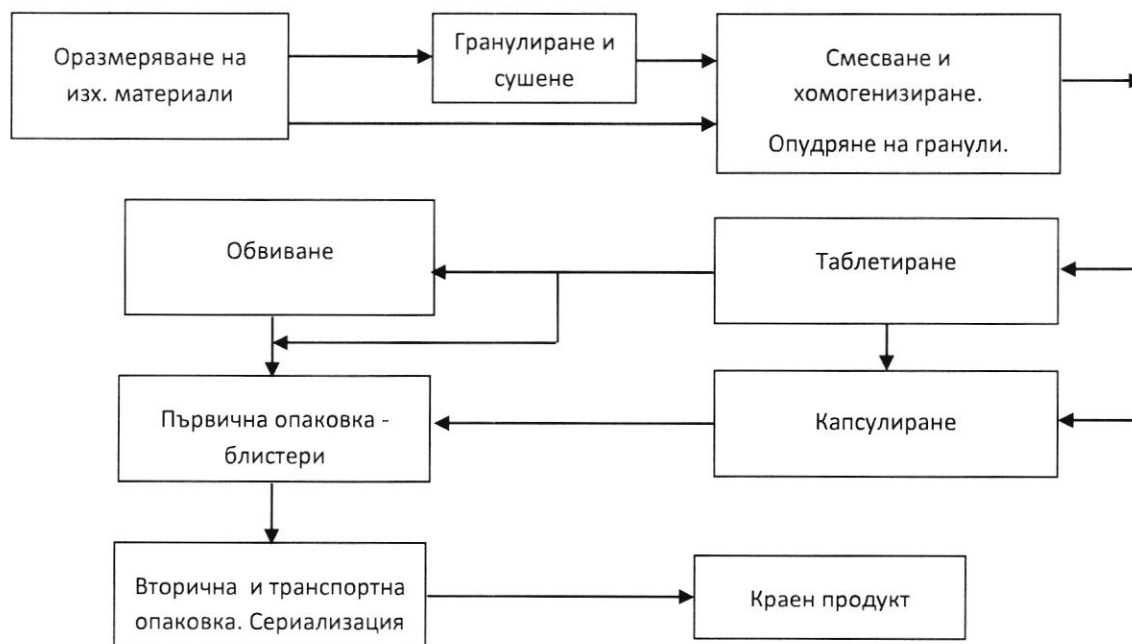 Оразмеряване на
изх. материали
Гранулиране и
сушене
Смесване и
хомогенизиране.
Опудряне на гранули.
Обвиване
Таблетиране
Първична опаковка -
блистери
Капсулиране
Вторична и транспортна
опаковка. Сериализация
Краен продукт